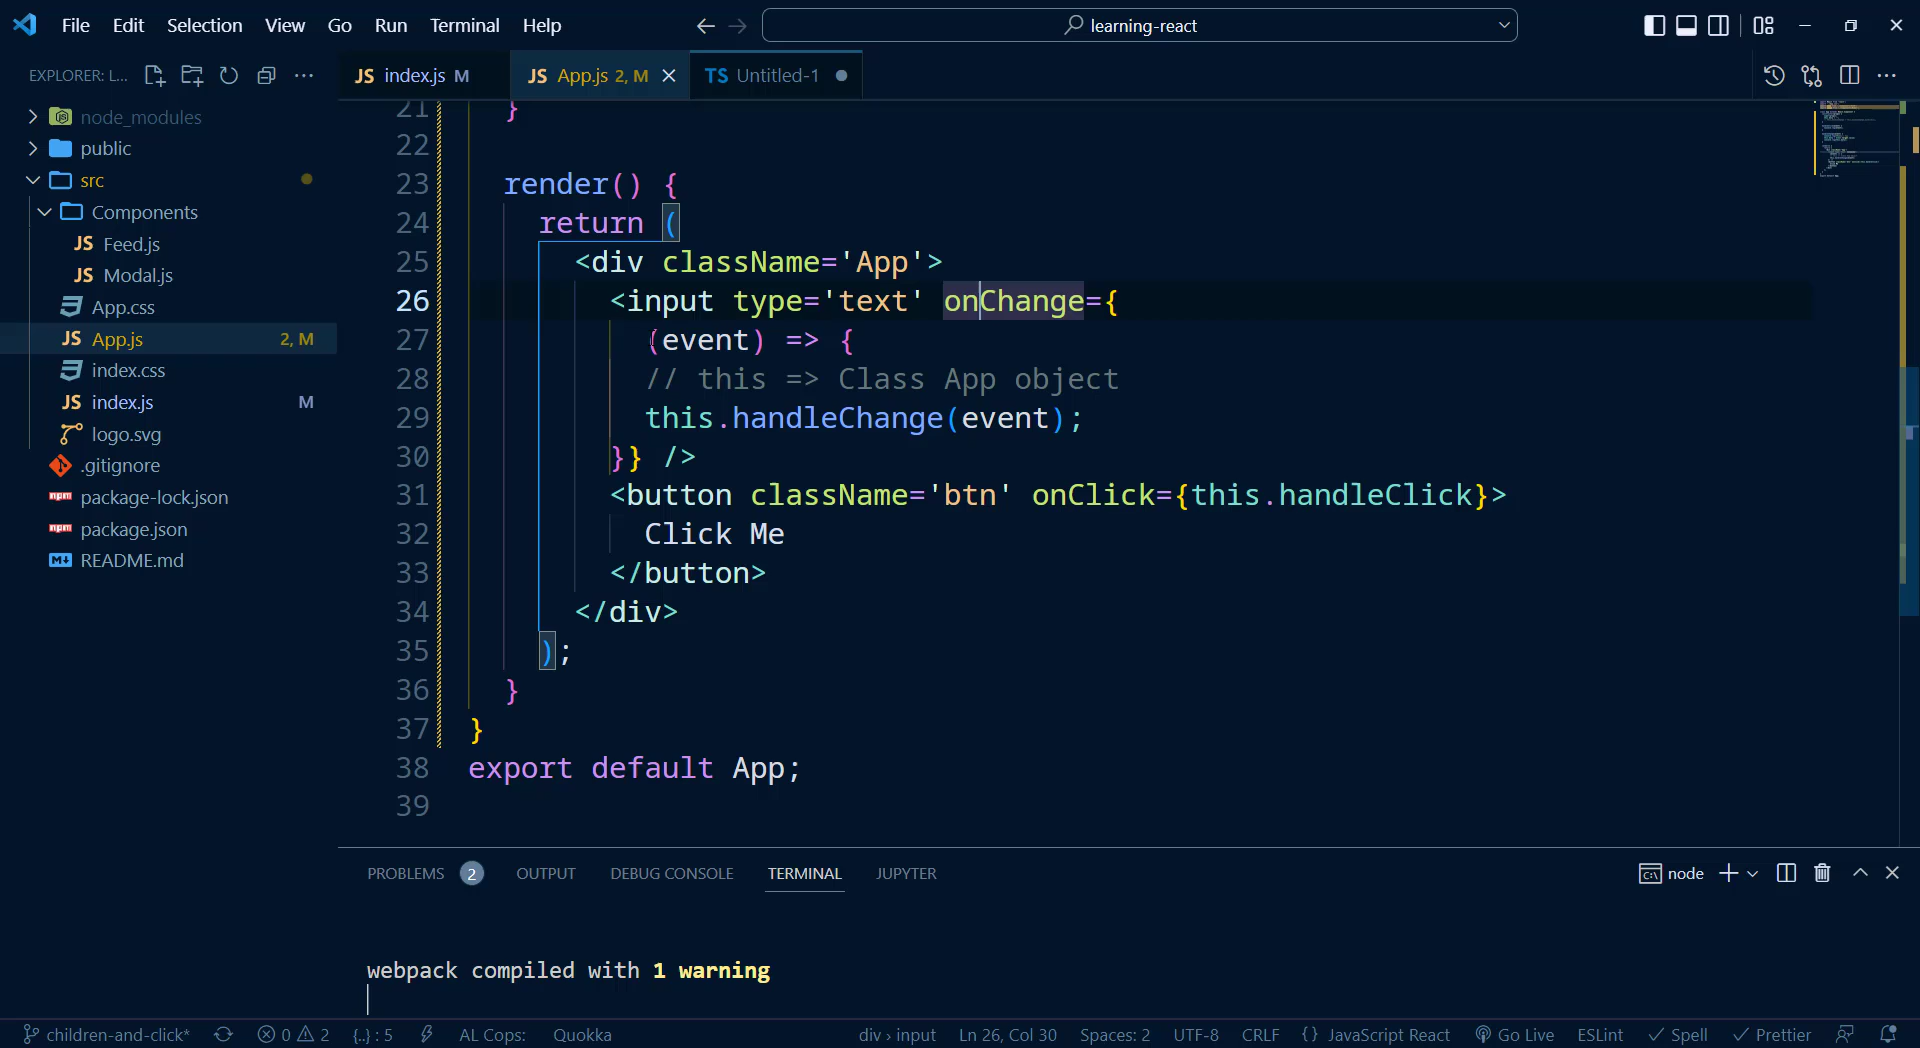 File Edit Selection View Go Run Terminal Help
learning-react
EXPLORER: L... ...
JS index.js M
JS App.js 2, M
TS Untitled-1
node_modules
public
src
Components
JS Feed.js
JS Modal.js
App.css
JS App.js 2, M
index.css
JS index.js M
logo.svg
.gitignore
npm package-lock.json
npm package.json
README.md
21 }
22
23 render() {
24 return (
25 <div className='App'>
26 <input type='text' onChange={
27 (event) => {
28 // this => Class App object
29 this.handleChange(event);
30 }} />
31 <button className='btn' onClick={this.handleClick}>
32 Click Me
33 </button>
34 </div>
35 );
36 }
37 }
38 export default App;
39
PROBLEMS 2 OUTPUT DEBUG CONSOLE TERMINAL JUPYTER
node
webpack compiled with 1 warning
children-and-click* 0 2 {..} : 5 AL Cops: Quokka div › input Ln 26, Col 30 Spaces: 2 UTF-8 CRLF {} JavaScript React Go Live ESLint Spell Prettier